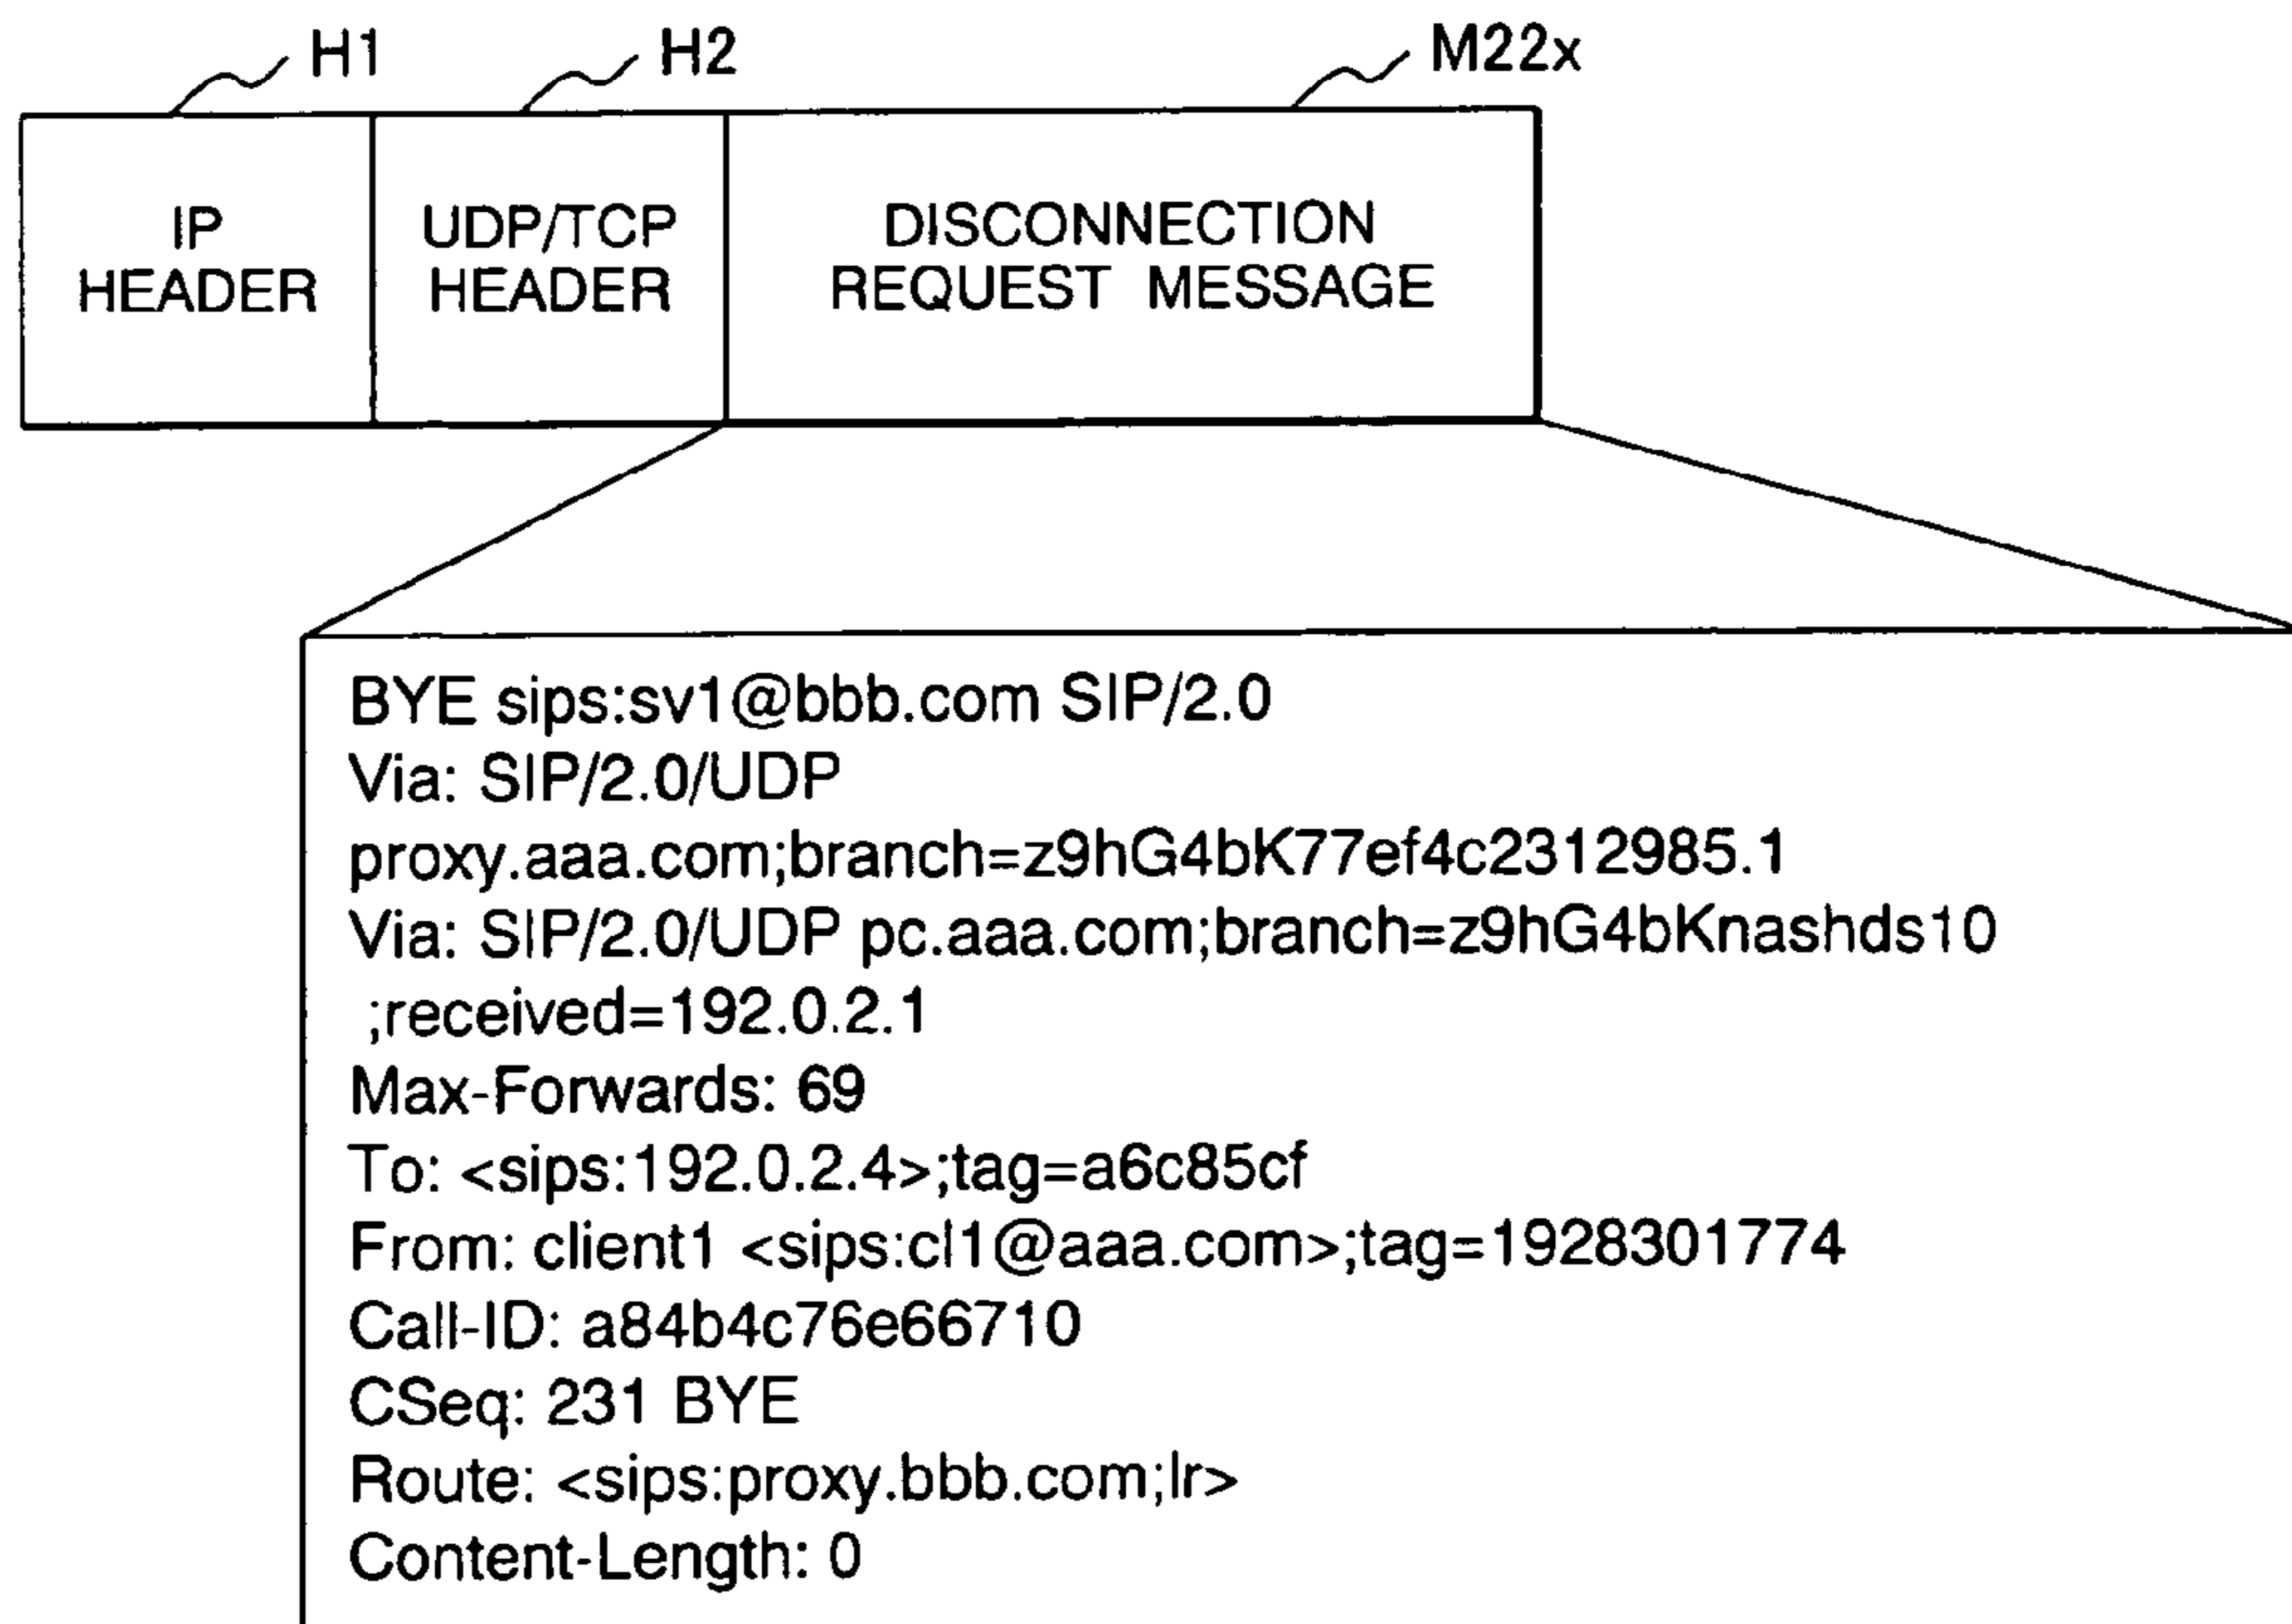 H1
H2
M22x
IP
HEADER
UDP/TCP
HEADER
DISCONNECTION
REQUEST MESSAGE
BYE sips:sv1@bbb.com SIP/2.0
Via: SIP/2.0/UDP
proxy.aaa.com;branch=z9hG4bK77ef4c2312985.1
Via: SIP/2.0/UDP pc.aaa.com;branch=z9hG4bKnashds10
;received=192.0.2.1
Max-Forwards: 69
To: <sips:192.0.2.4>;tag=a6c85cf
From: client1 <sips:cl1@aaa.com>;tag=1928301774
Call-ID: a84b4c76e66710
CSeq: 231 BYE
Route: <sips:proxy.bbb.com;lr>
Content-Length: 0